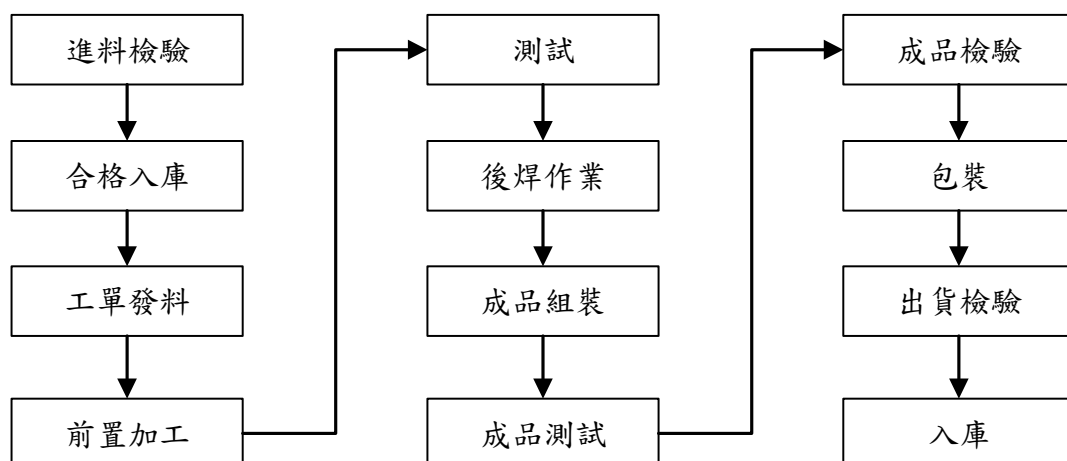 進料檢驗
合格入庫
工單發料
前置加工
測試
後焊作業
成品組裝
成品測試
成品檢驗
包裝
出貨檢驗
入庫